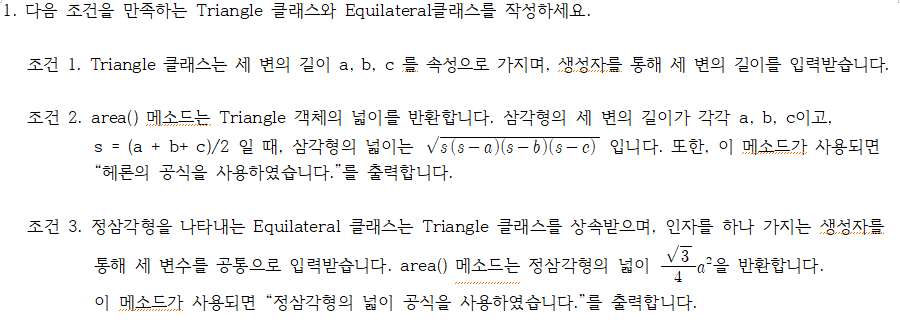 1. 다음 조건을 만족하는 Triangle 클래스와 Equilateral클래스를 작성하세요.
조건 1. Triangle 클래스는 세 변의 길이 a, b, c 를 속성으로 가지며, 생성자를 통해 세 변의 길이를 입력받습니다.
조건 2. area() 메소드는 Triangle 객체의 넓이를 반환합니다. 삼각형의 세 변의 길이가 각각 a, b, c이고,
s = (a + b+ c)/2 일 때, 삼각형의 넓이는 √s(s−a)(s−b)(s−c) 입니다. 또한, 이 메소드가 사용되면
“헤론의 공식을 사용하였습니다.”를 출력합니다.
조건 3. 정삼각형을 나타내는 Equilateral 클래스는 Triangle 클래스를 상속받으며, 인자를 하나 가지는 생성자를
통해 세 변수를 공통으로 입력받습니다. area() 메소드는 정삼각형의 넓이 √3/4 a²을 반환합니다.
이 메소드가 사용되면 “정삼각형의 넓이 공식을 사용하였습니다.”를 출력합니다.